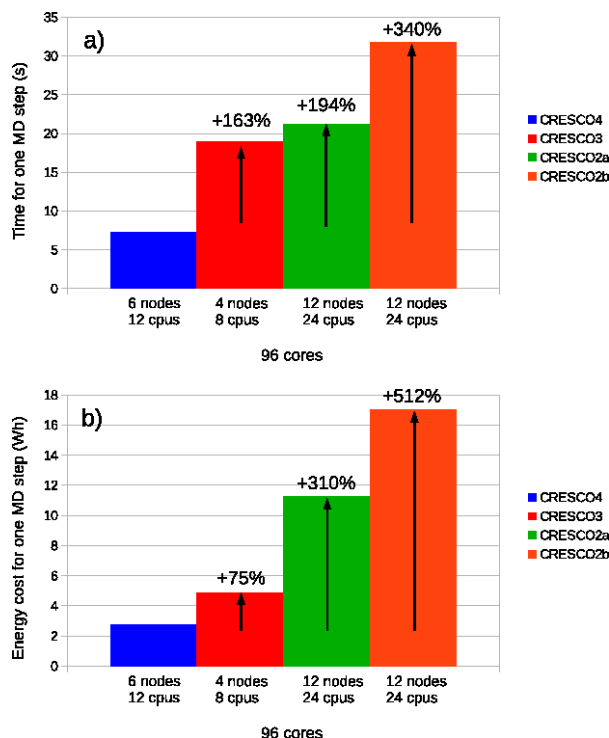 a)
Time for one MD step (s)
35
30
25
20
15
10
5
0
+163%
+194%
+340%
6 nodes
12 cpus
4 nodes
8 cpus
12 nodes
24 cpus
12 nodes
24 cpus
96 cores
CRESCO4
CRESCO3
CRESCO2a
CRESCO2b
b)
Energy cost for one MD step (Wh)
18
16
14
12
10
8
6
4
2
0
+75%
+310%
+512%
6 nodes
12 cpus
4 nodes
8 cpus
12 nodes
24 cpus
12 nodes
24 cpus
96 cores
CRESCO4
CRESCO3
CRESCO2a
CRESCO2b